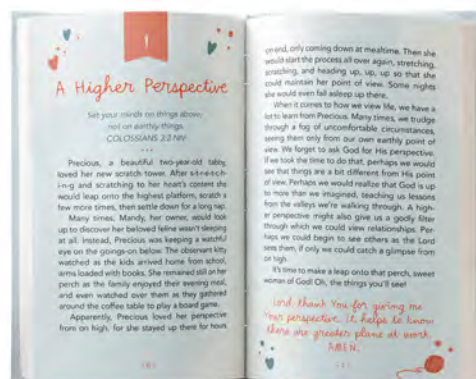 1
A Higher Perspective
Set your minds on things above,
not on earthly things.
COLOSSIANS 3:2 NIV
Precious, a beautiful two-year-old tabby,
loved her new scratch tower. After s-t-r-e-t-c-h-
i-n-g and scratching to her heart's content she
would leap onto the highest platform, scratch a
few more times, then settle down for a long nap.
Many times, Mandy, her owner, would look
up to discover her beloved feline wasn't sleeping
at all. Instead, Precious was keeping a watchful
eye on the goings-on below. The observant kitty
watched as the kids arrived home from school,
arms loaded with books. She remained still on her
perch as the family enjoyed their evening meal,
and even watched over them as they gathered
around the coffee table to play a board game.
Apparently, Precious loved her perspective
from on high, for she stayed up there for hours
on end, only coming down at mealtime. Then she
would start the process all over again, stretching,
scratching, and heading up, up, up so that she
could maintain her point of view. Some nights
she would even fall asleep up there.
When it comes to how we view life, we have a
lot to learn from Precious. Many times, we trudge
through a fog of uncomfortable circumstances,
seeing them only from our own earthly point of
view. We forget to ask God for His perspective.
If we took the time to do that, perhaps we would
see that things are a bit different from His point
of view. Perhaps we would realize that God is up
to more than we imagined, teaching us lessons
from the valleys we're walking through. A high-
er perspective might also give us a godly filter
through which we could view relationships. Per-
haps we could begin to see others as the Lord
sees them, if only we could catch a glimpse from
on high.
It's time to make a leap onto that perch, sweet
woman of God! Oh, the things you'll see!
Lord, thank You for giving me
Your perspective. It helps to know
there are greater plans at work.
AMEN.